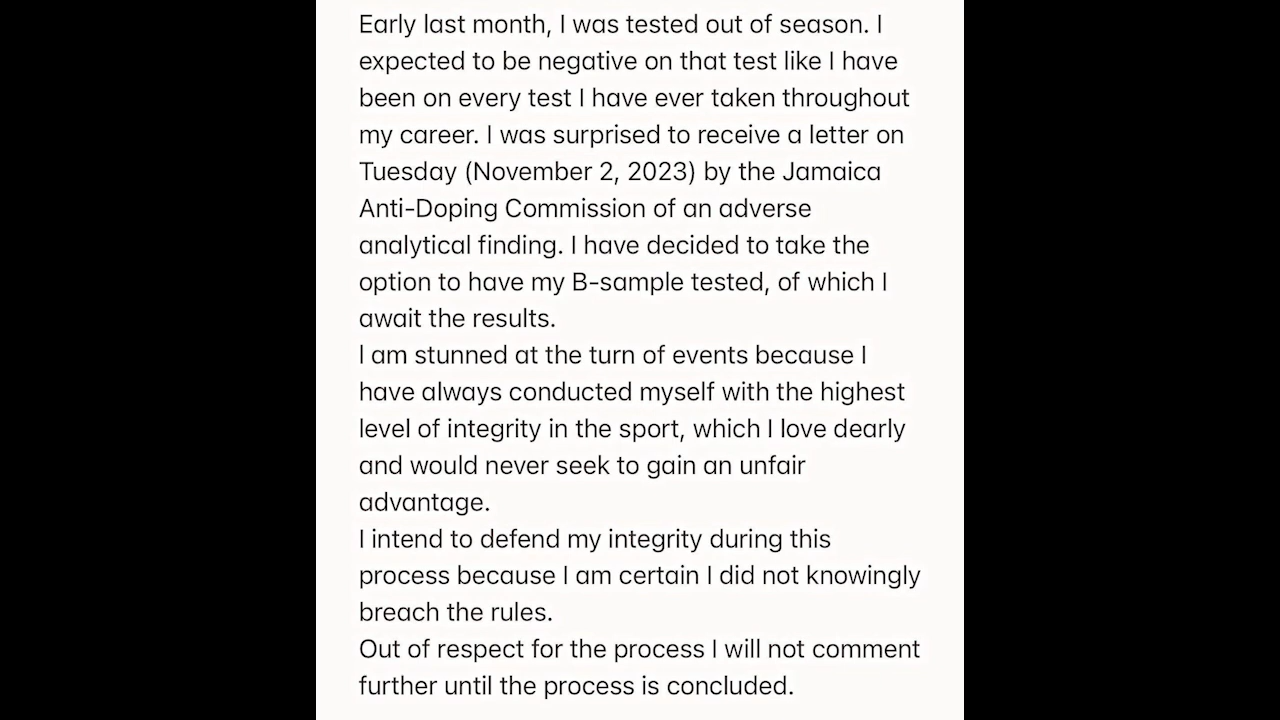 Early last month, I was tested out of season. I
expected to be negative on that test like I have
been on every test I have ever taken throughout
my career. I was surprised to receive a letter on
Tuesday (November 2, 2023) by the Jamaica
Anti-Doping Commission of an adverse
analytical finding. I have decided to take the
option to have my B-sample tested, of which I
await the results.
I am stunned at the turn of events because I
have always conducted myself with the highest
level of integrity in the sport, which I love dearly
and would never seek to gain an unfair
advantage.
I intend to defend my integrity during this
process because I am certain I did not knowingly
breach the rules.
Out of respect for the process I will not comment
further until the process is concluded.